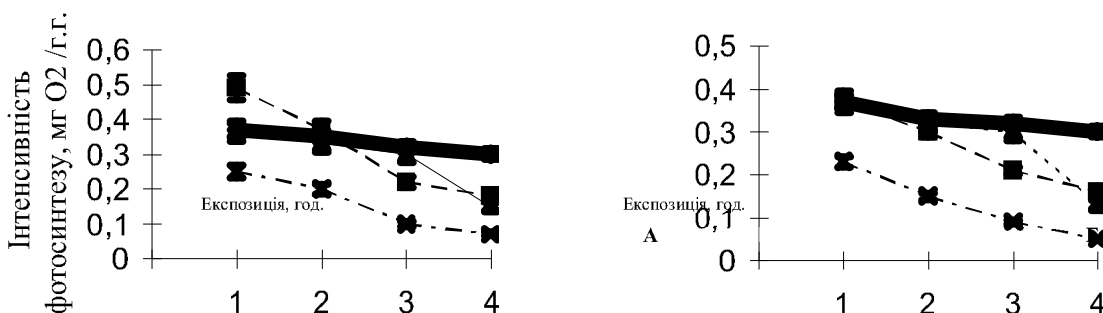 Інтенсивність
фотосинтезу, мг О2 /г.г.
0,6
0,5
0,4
0,3
0,2
0,1
0
1 2 3 4
Експозиція, год.
0,5
0,4
0,3
0,2
0,1
0
1 2 3 4
Експозиція, год.
А